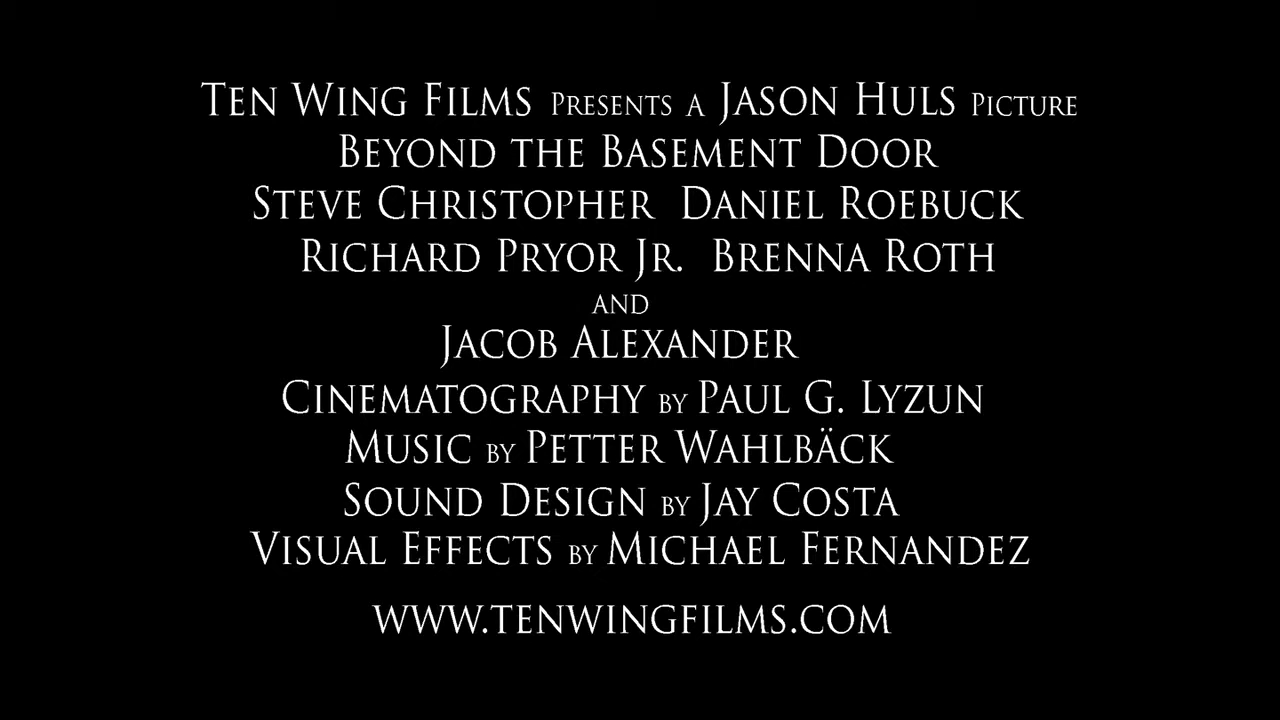 Ten Wing Films Presents a Jason Huls Picture
Beyond the Basement Door
Steve Christopher Daniel Roebuck
Richard Pryor Jr. Brenna Roth
and
Jacob Alexander
Cinematography by Paul G. Lyzun
Music by Petter Wahlbäck
Sound Design by Jay Costa
Visual Effects by Michael Fernandez
www.tenwingfilms.com